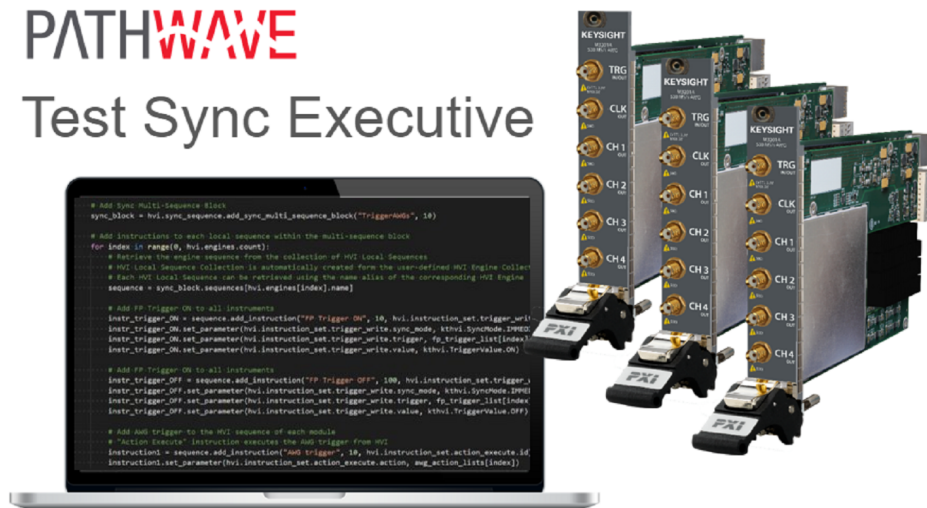 PATHWAVE
Test Sync Executive
# Add Sync Multi-Sequence Block
sync_block = hvi.sync_sequence.add_sync_multi_sequence_block("TriggerAWGs", 10)
# Add instructions to each local sequence within the multi-sequence block
for index in range(0, hvi.engines.count):
# Retrieve the engine sequence from the collection of HVI Local Sequences
# HVI Local Sequence Collection is automatically created form the user-defined HVI Engine Collect
# Each HVI Local Sequence can be retrieved using the name alias of the corresponding HVI Engine
sequence = sync_block.sequences[hvi.engines[index].name]
# Add FP Trigger ON to all instruments
instr_trigger_ON = sequence.add_instruction("FP Trigger ON", 10, hvi.instruction_set.trigger_writ
instr_trigger_ON.set_parameter(hvi.instruction_set.trigger_write.sync_mode, kthvi.SyncMode.IMMEDI
instr_trigger_ON.set_parameter(hvi.instruction_set.trigger_write.trigger, fp_trigger_list[index]
instr_trigger_ON.set_parameter(hvi.instruction_set.trigger_write.value, kthvi.TriggerValue.ON)
# Add FP Trigger OFF to all instruments
instr_trigger_OFF = sequence.add_instruction("FP Trigger OFF", 100, hvi.instruction_set.trigger_
instr_trigger_OFF.set_parameter(hvi.instruction_set.trigger_write.sync_mode, kthvi.SyncMode.IMME
instr_trigger_OFF.set_parameter(hvi.instruction_set.trigger_write.trigger, fp_trigger_list[index
instr_trigger_OFF.set_parameter(hvi.instruction_set.trigger_write.value, kthvi.TriggerValue.OFF)
# Add AWG trigger to the HVI sequence of each module
# "Action Execute" instruction executes the AWG trigger from HVI
instruction1 = sequence.add_instruction("AWG trigger", 10, hvi.instruction_set.action_execute.id
instruction1.set_parameter(hvi.instruction_set.action_execute.action, awg_action_lists[index])
KEYSIGHT
TRG
CLK
CH 1
CH 2
CH 3
CH 4
PXI
KEYSIGHT
TRG
CLK
CH 1
CH 2
CH 3
CH 4
PXI
KEYSIGHT
TRG
CLK
CH 1
CH 2
CH 3
CH 4
PXI